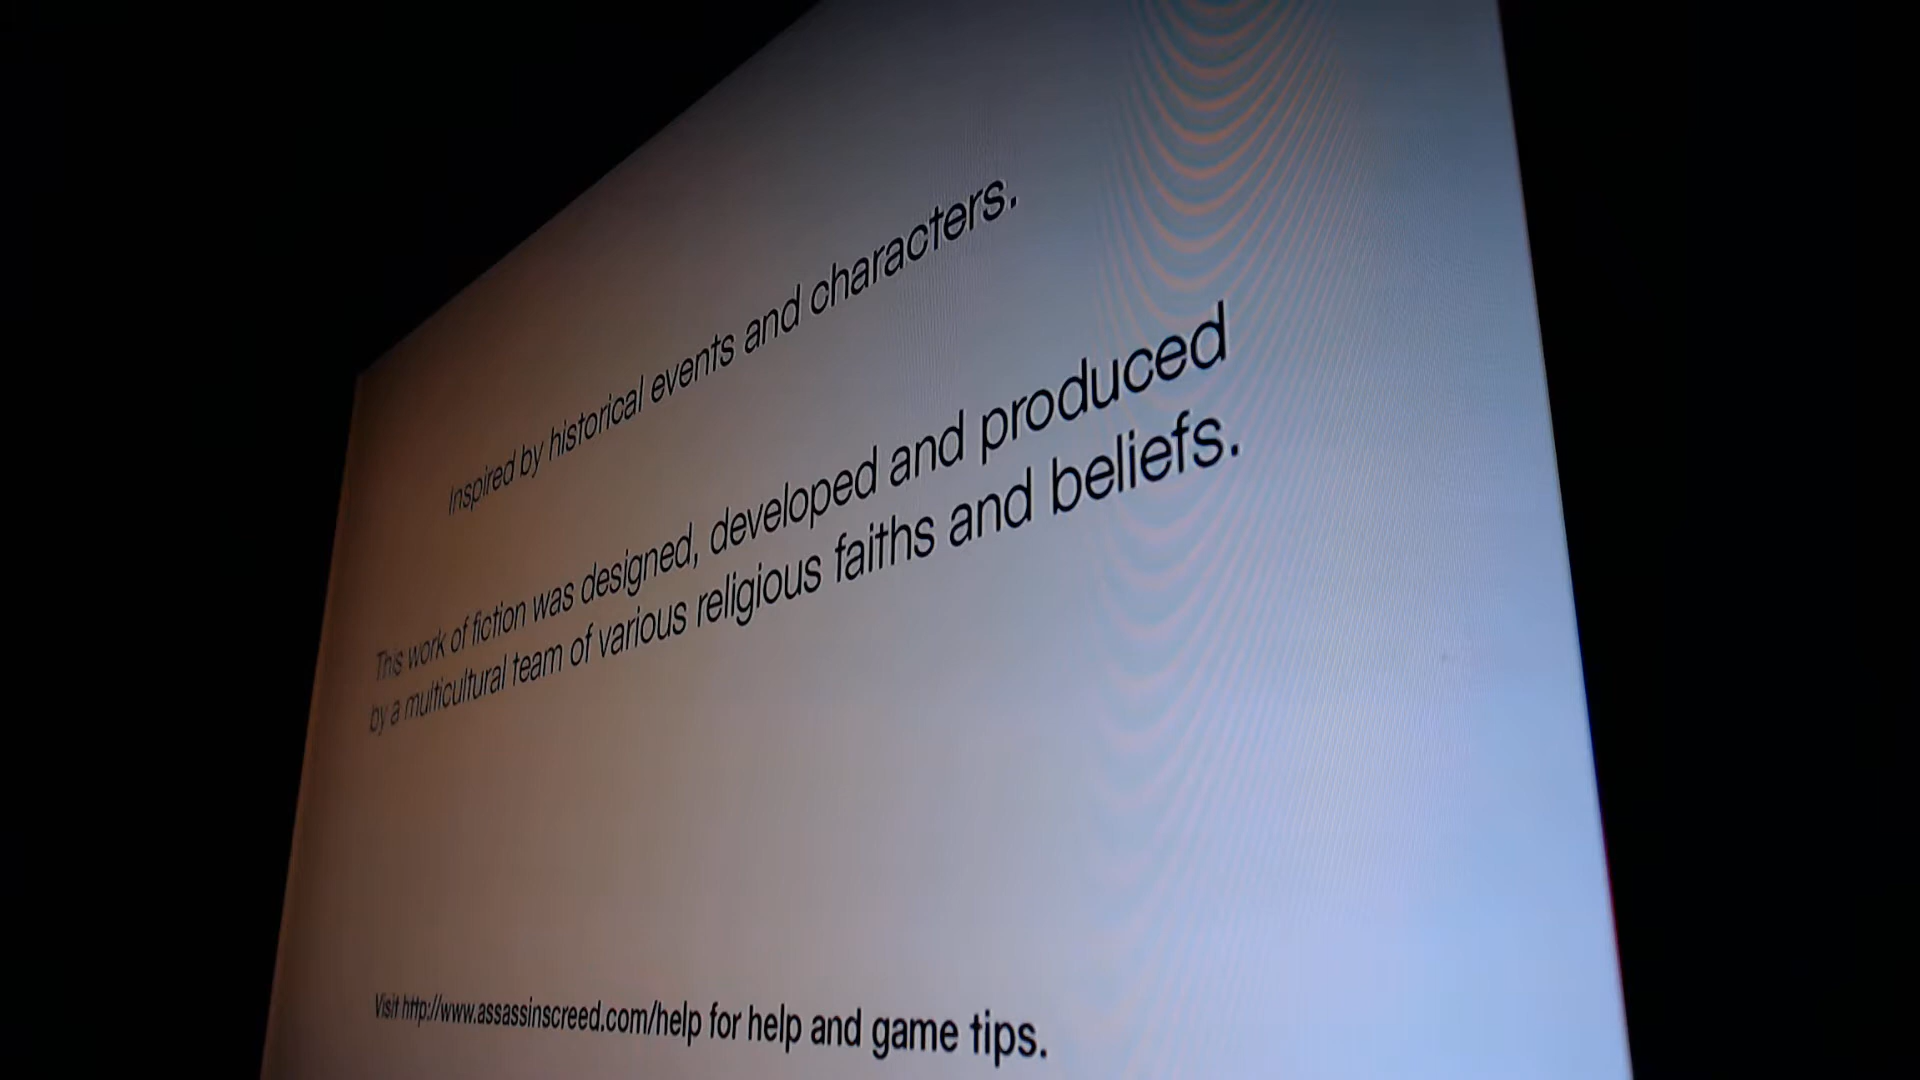 Inspired by historical events and characters.
This work of fiction was designed, developed and produced
by a multicultural team of various religious faiths and beliefs.
Visit http://www.assassinscreed.com/help for help and game tips.